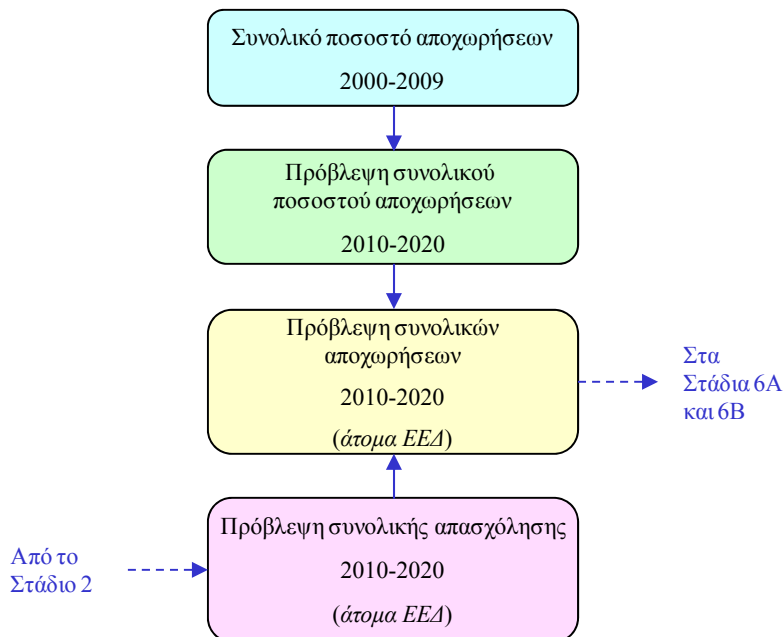 Συνολικό ποσοστό αποχωρήσεων
2000-2009
Πρόβλεψη συνολικού
ποσοστού αποχωρήσεων
2010-2020
Πρόβλεψη συνολικών
αποχωρήσεων
2010-2020
(άτομα ΕΕΔ)
Στα
Στάδια 6Α
και 6Β
Πρόβλεψη συνολικής απασχόλησης
2010-2020
(άτομα ΕΕΔ)
Από το
Στάδιο 2